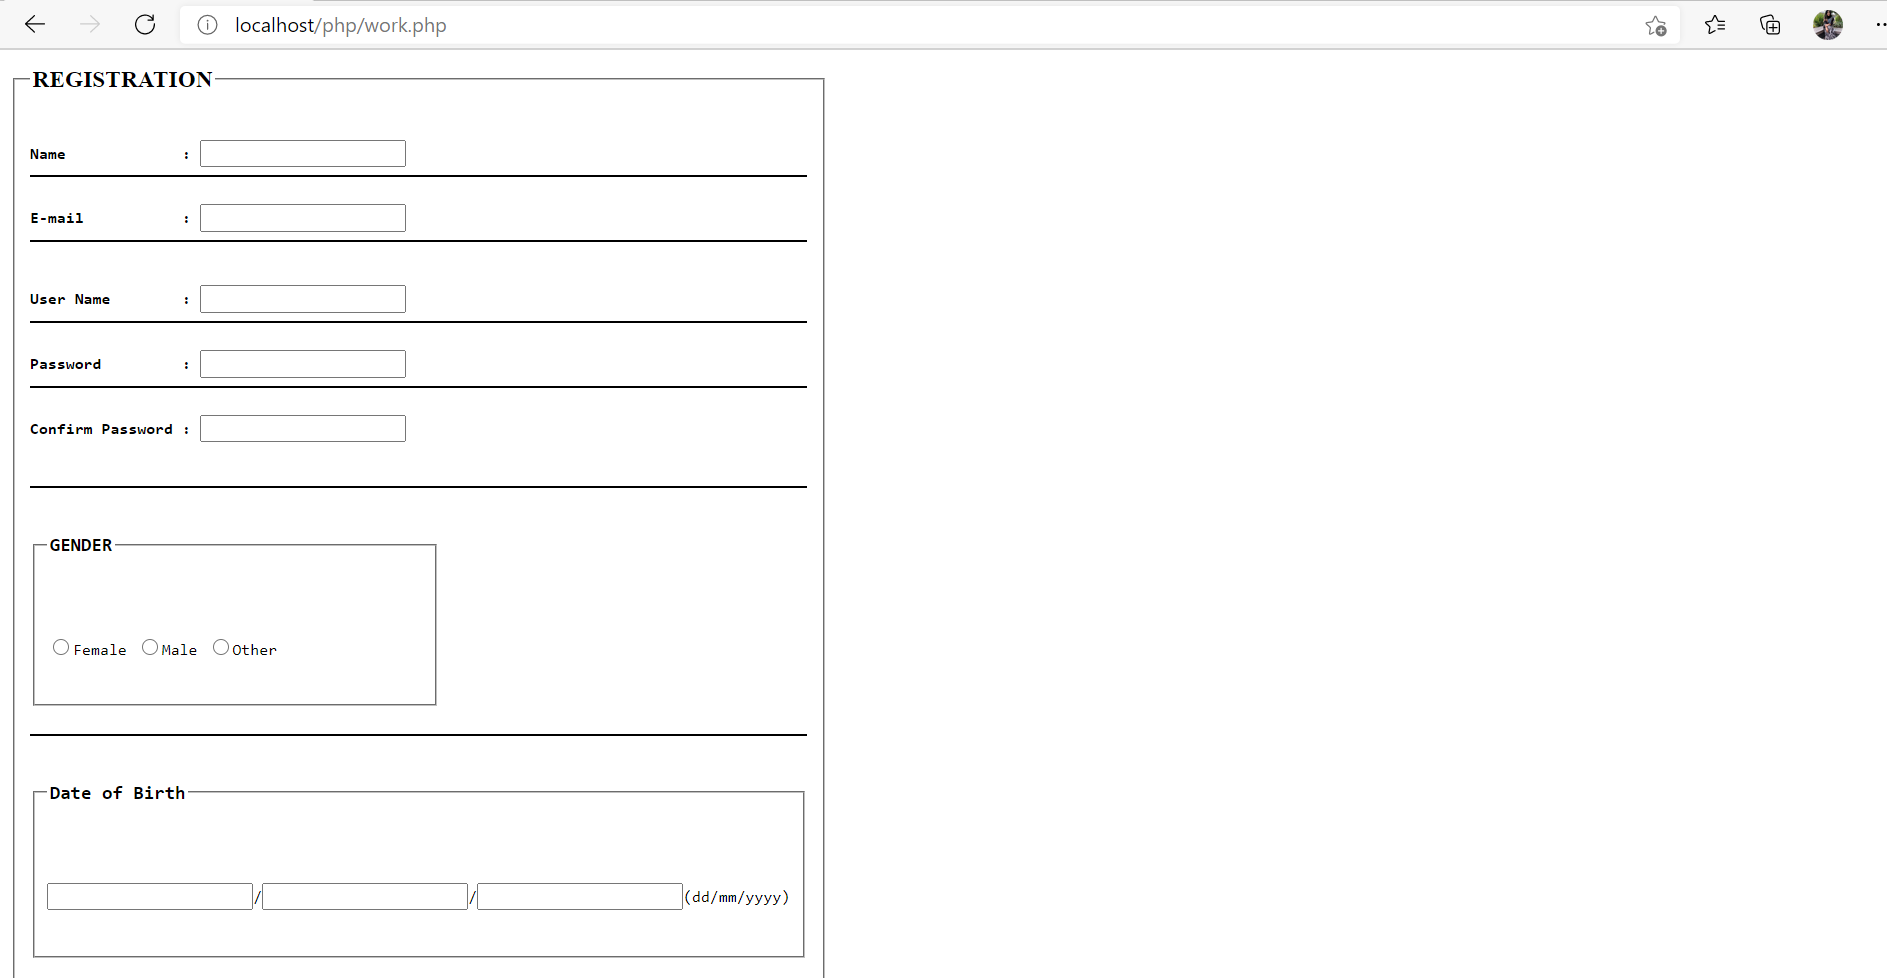 localhost/php/work.php
REGISTRATION
Name :
E-mail :
User Name :
Password :
Confirm Password :
GENDER
Female Male Other
Date of Birth
/ / (dd/mm/yyyy)